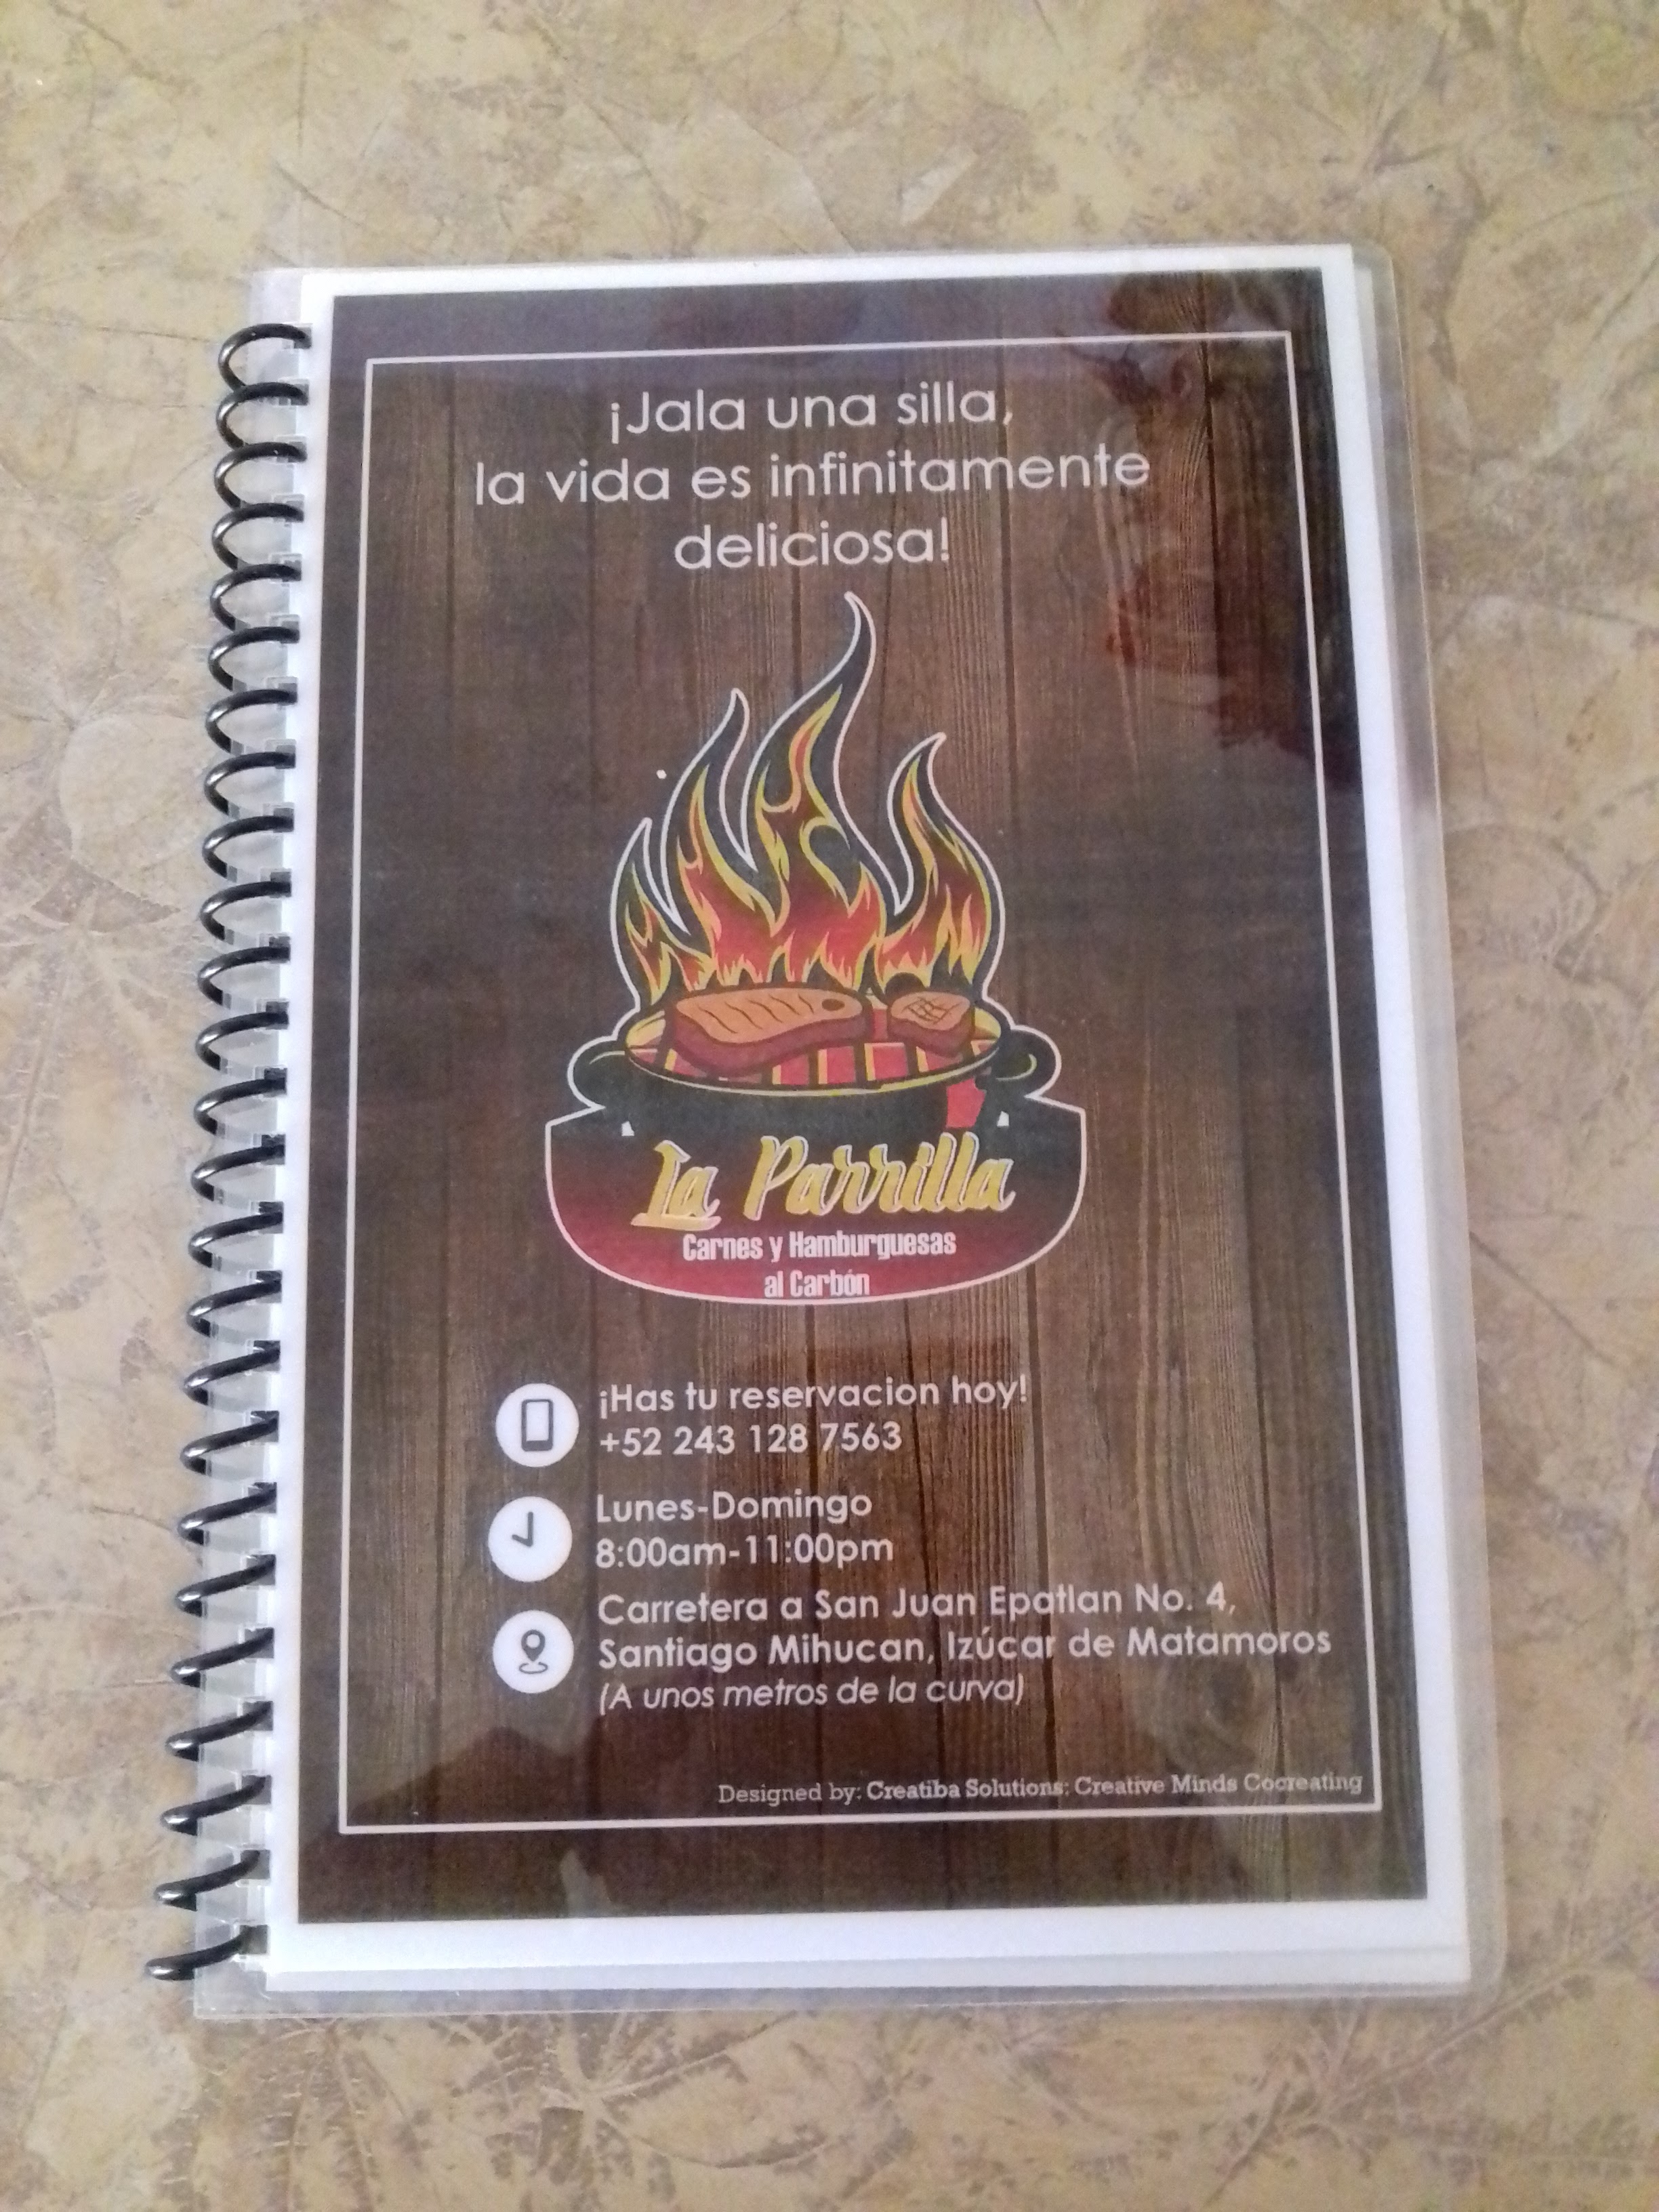 ¡Jala una silla,
la vida es infinitamente
deliciosa!
La Parrilla
Carnes y Hamburguesas
al Carbón
¡Has tu reservacion hoy!
+52 243 128 7563
Lunes-Domingo
8:00am-11:00pm
Carretera a San Juan Epatlan No. 4,
Santiago Mihucan, Izúcar de Matamoros
(A unos metros de la curva)
Designed by: Creatiba Solutions: Creative Minds Cocreating